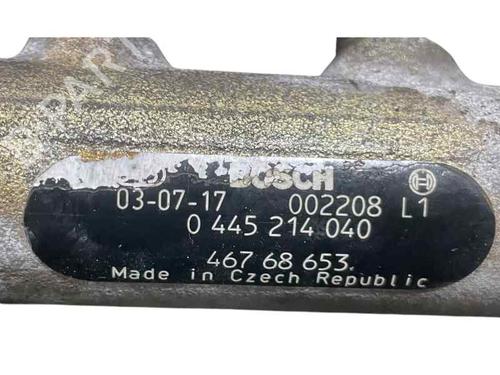 BOSCH
03-07-17 002208 L1
0 445 214 040
467 68 653.
Made in Czech Republic